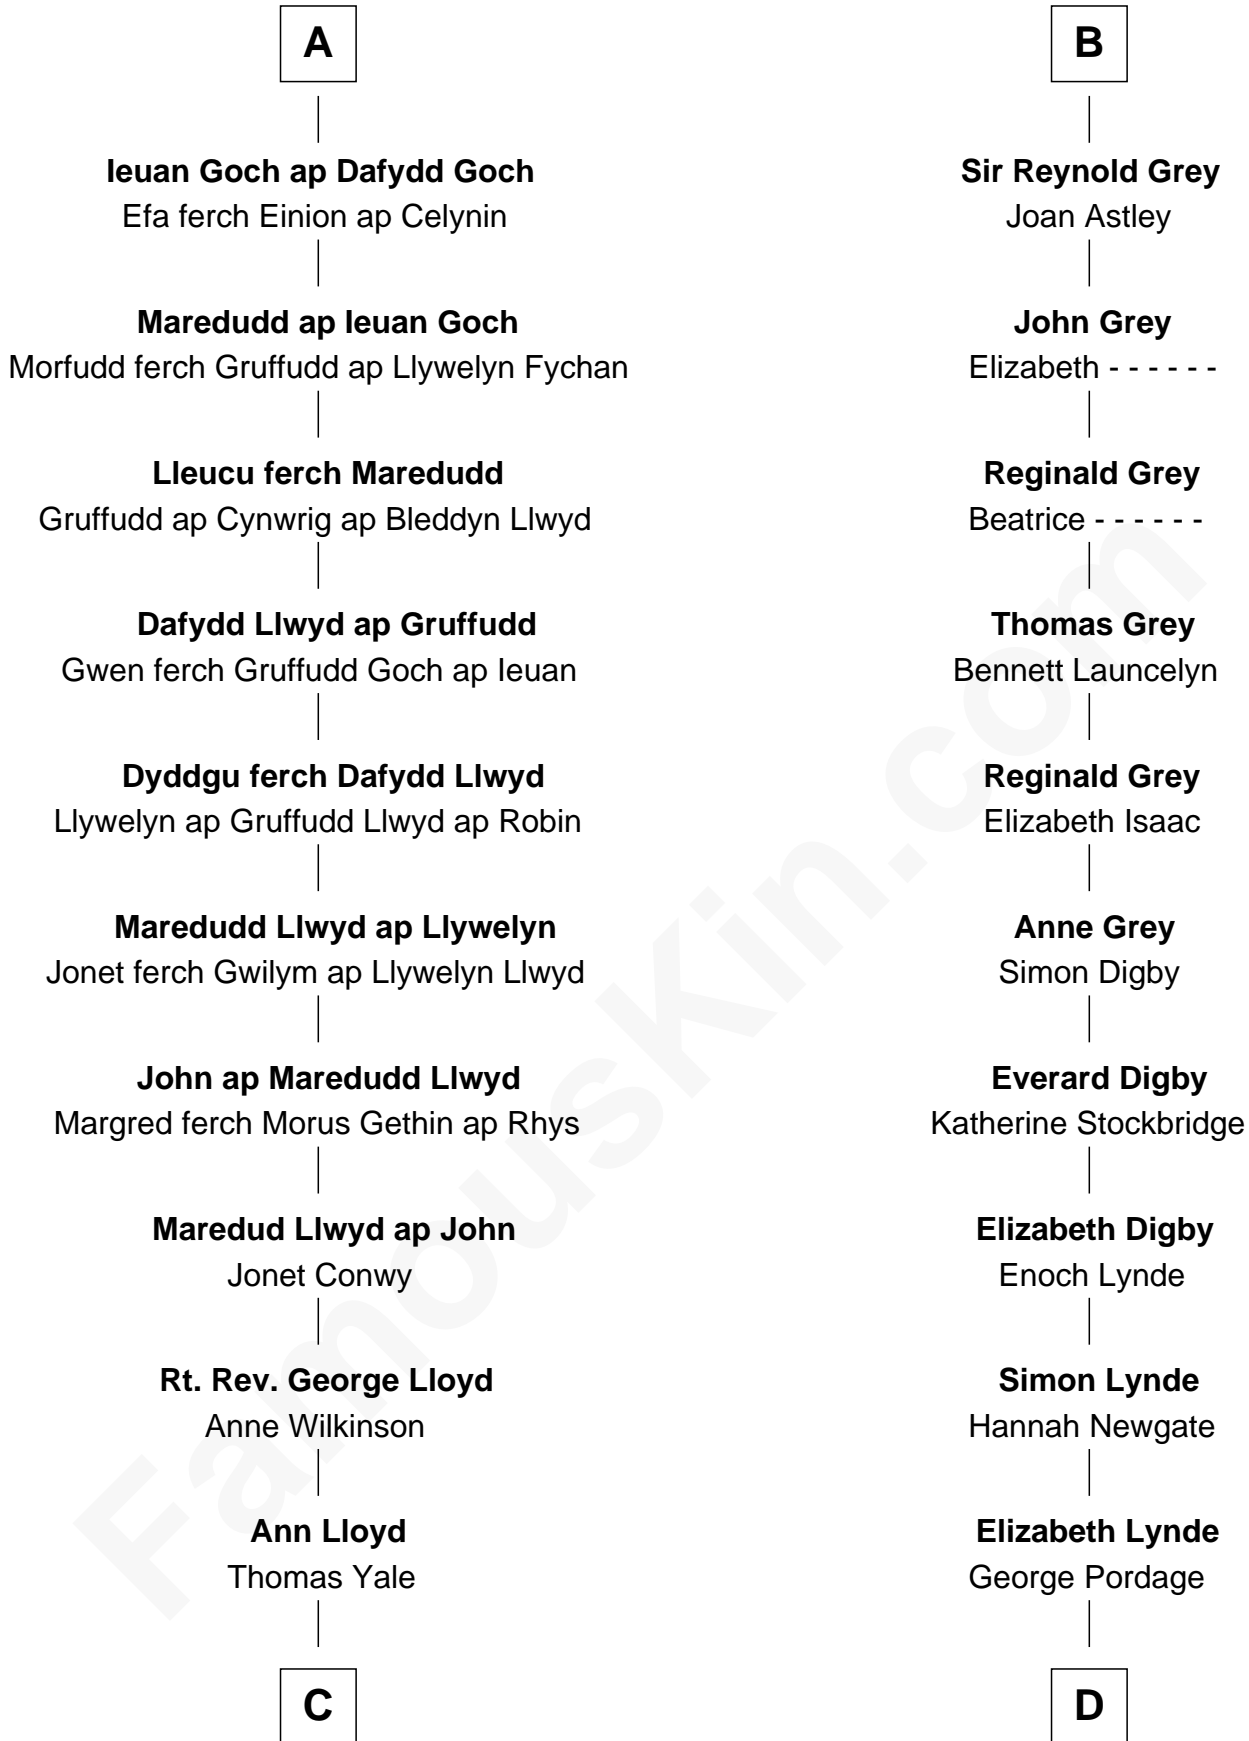 A
Ieuan Goch ap Dafydd Goch
Efa ferch Einion ap Celynin
Maredudd ap Ieuan Goch
Morfudd ferch Gruffudd ap Llywelyn Fychan
Lleucu ferch Maredudd
Gruffudd ap Cynwrig ap Bleddyn Llwyd
Dafydd Llwyd ap Gruffudd
Gwen ferch Gruffudd Goch ap Ieuan
Dyddgu ferch Dafydd Llwyd
Llywelyn ap Gruffudd Llwyd ap Robin
Maredudd Llwyd ap Llywelyn
Jonet ferch Gwilym ap Llywelyn Llwyd
John ap Maredudd Llwyd
Margred ferch Morus Gethin ap Rhys
Maredud Llwyd ap John
Jonet Conwy
Rt. Rev. George Lloyd
Anne Wilkinson
Ann Lloyd
Thomas Yale
C
B
Sir Reynold Grey
Joan Astley
John Grey
Elizabeth - - - - - -
Reginald Grey
Beatrice - - - - - -
Thomas Grey
Bennett Launcelyn
Reginald Grey
Elizabeth Isaac
Anne Grey
Simon Digby
Everard Digby
Katherine Stockbridge
Elizabeth Digby
Enoch Lynde
Simon Lynde
Hannah Newgate
Elizabeth Lynde
George Pordage
D
FamousKin.com